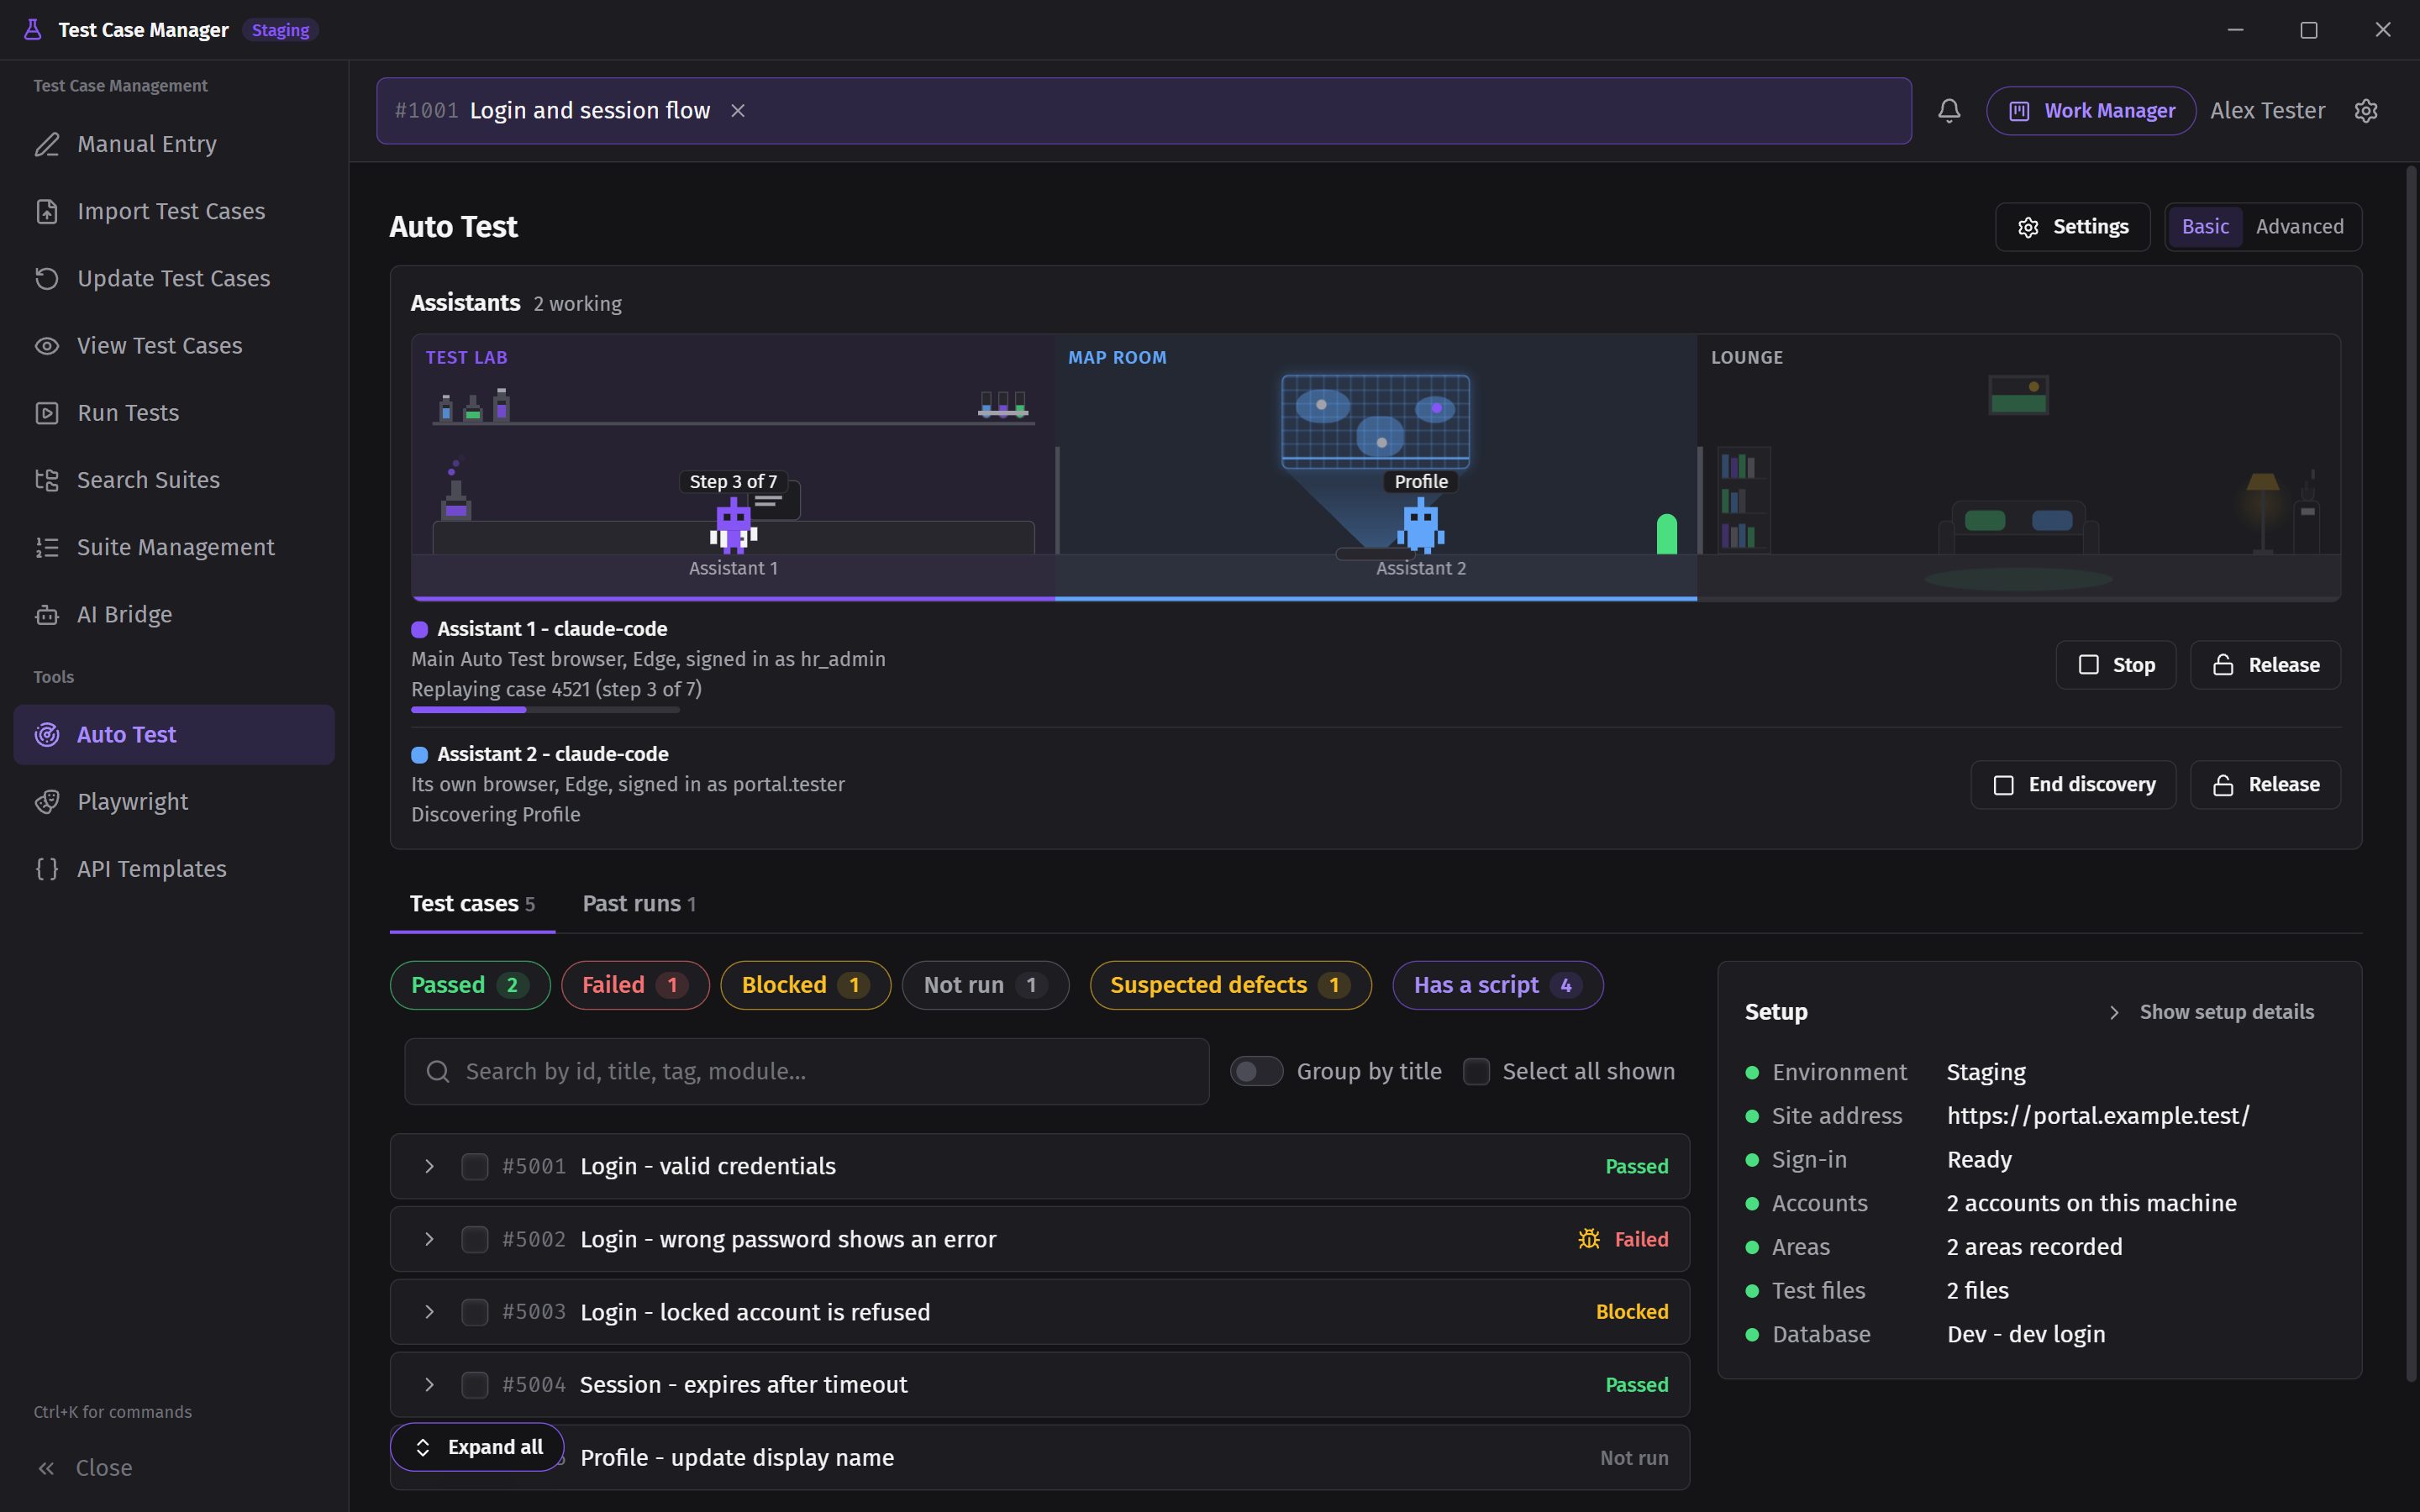 Test Case Manager Staging
Test Case Management
Manual Entry
Import Test Cases
Update Test Cases
View Test Cases
Run Tests
Search Suites
Suite Management
AI Bridge
Tools
Auto Test
Playwright
API Templates
Ctrl+K for commands
Close
#1001 Login and session flow
Work Manager
Alex Tester
Auto Test
Settings
Basic Advanced
Assistants 2 working
TEST LAB
MAP ROOM
LOUNGE
Step 3 of 7
Profile
Assistant 1
Assistant 2
Assistant 1 - claude-code
Main Auto Test browser, Edge, signed in as hr_admin
Replaying case 4521 (step 3 of 7)
Stop
Release
Assistant 2 - claude-code
Its own browser, Edge, signed in as portal.tester
Discovering Profile
End discovery
Release
Test cases 5
Past runs 1
Passed 2
Failed 1
Blocked 1
Not run 1
Suspected defects 1
Has a script 4
Search by id, title, tag, module...
Group by title
Select all shown
#5001 Login - valid credentials Passed
#5002 Login - wrong password shows an error Failed
#5003 Login - locked account is refused Blocked
#5004 Session - expires after timeout Passed
Expand all
Profile - update display name Not run
Setup
Show setup details
Environment Staging
Site address https://portal.example.test/
Sign-in Ready
Accounts 2 accounts on this machine
Areas 2 areas recorded
Test files 2 files
Database Dev - dev login